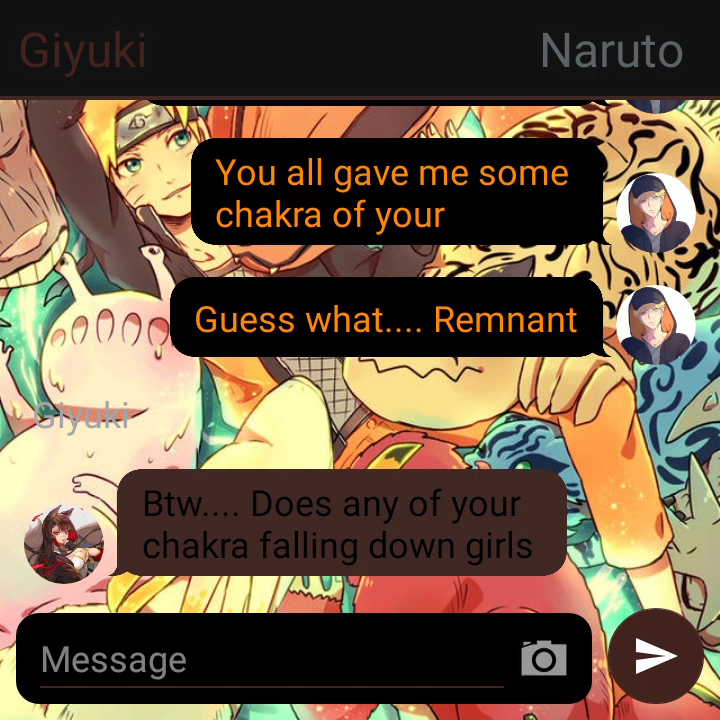 Giyuki
Naruto
You all gave me some
chakra of your
Guess what.... Remnant
Giyuki
Btw.... Does any of your
chakra falling down girls
Message